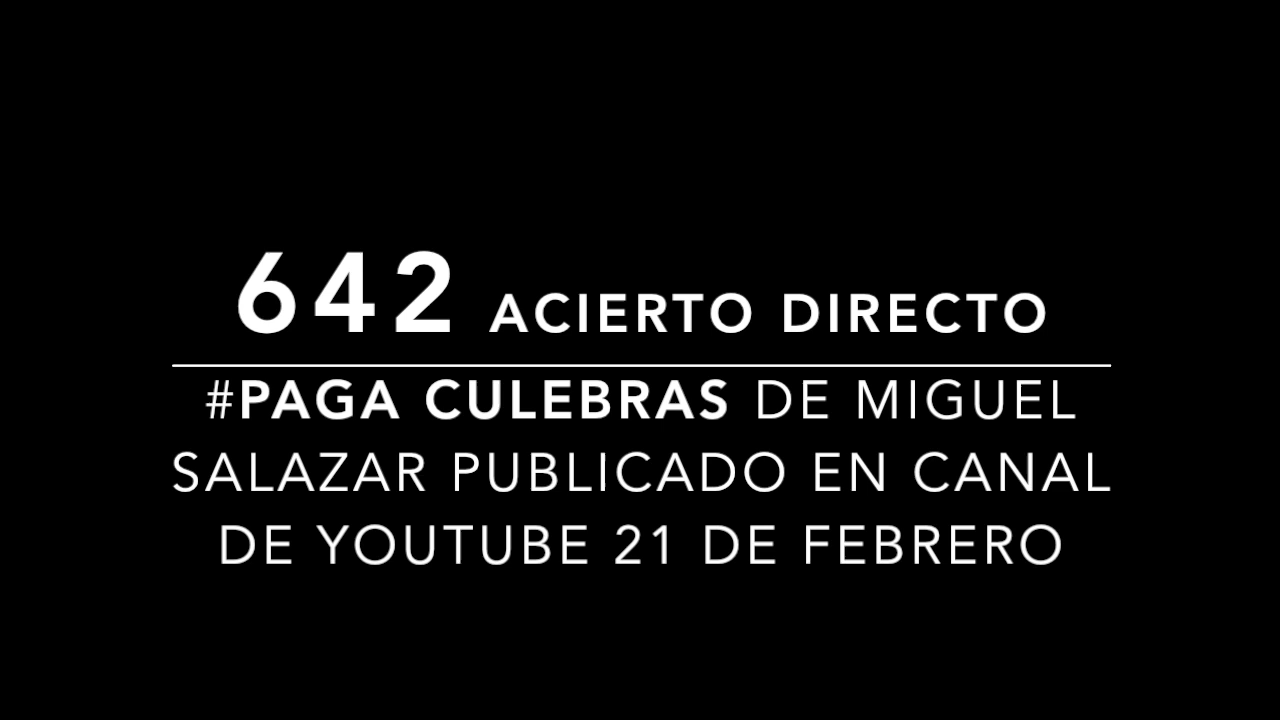 642 ACIERTO DIRECTO
#PAGA CULEBRAS DE MIGUEL
SALAZAR PUBLICADO EN CANAL
DE YOUTUBE 21 DE FEBRERO